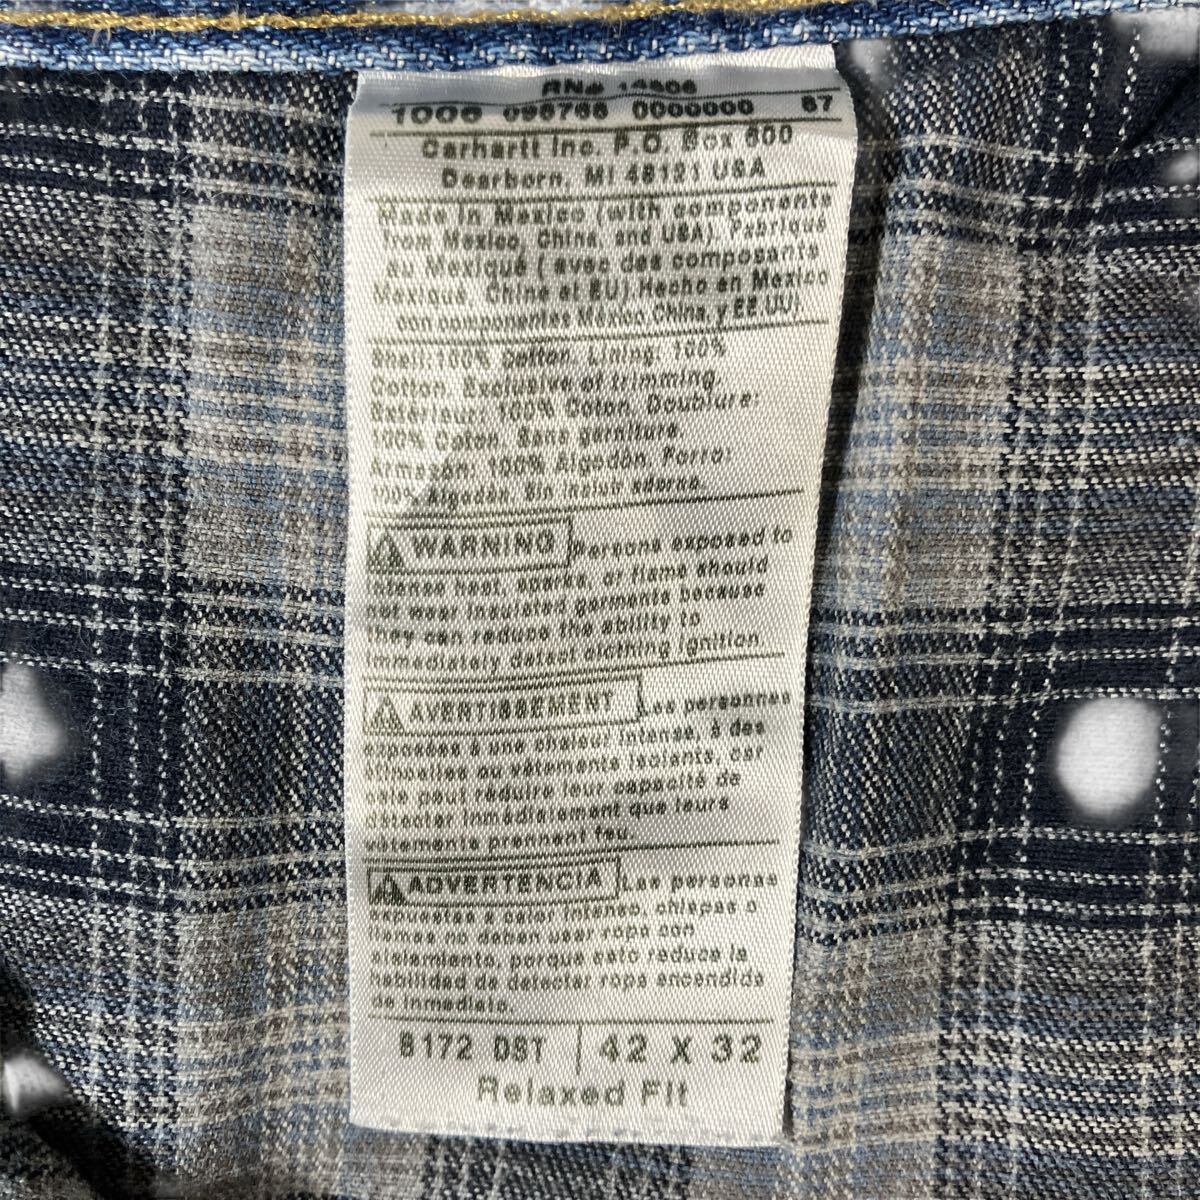 RN# 14806
1006 098768 0000000 87
Carhartt Inc. P.O. Box 600
Dearborn, MI 48121 USA
Made in Mexico (with components
from Mexico, China, and USA). Fabriqué
au Mexiqué ( avec des composants
Mexiqué, Chine et EU) Hecho en Mexico
con componentes México, China, y EE.UU)
Shell: 100% Cotton, Lining: 100%
Cotton, Exclusive of trimming.
Extérieur: 100% Coton, Doublure:
100% Coton, Sans garniture.
Armazon: 100% Algodón, Forro:
100% Algodón, Sin incluir adorno.
WARNING Persons exposed to
intense heat, sparks, or flame should
not wear insulated garments because
they can reduce the ability to
immediately detect clothing ignition
AVERTISSEMENT Les personnes
exposées à une chaleur intense, à des
étincelles ou vêtements isolants, car
cela peut réduire leur capacité de
détecter immédiatement que leurs
vêtements prennent feu.
ADVERTENCIA Las personas
expuestas a calor intenso, chispas o
llamas no deben usar ropa con
aislamiento, porque esto reduce la
habilidad de detectar ropa encendida
de inmediato.
8172 DST | 42 X 32
Relaxed Fit